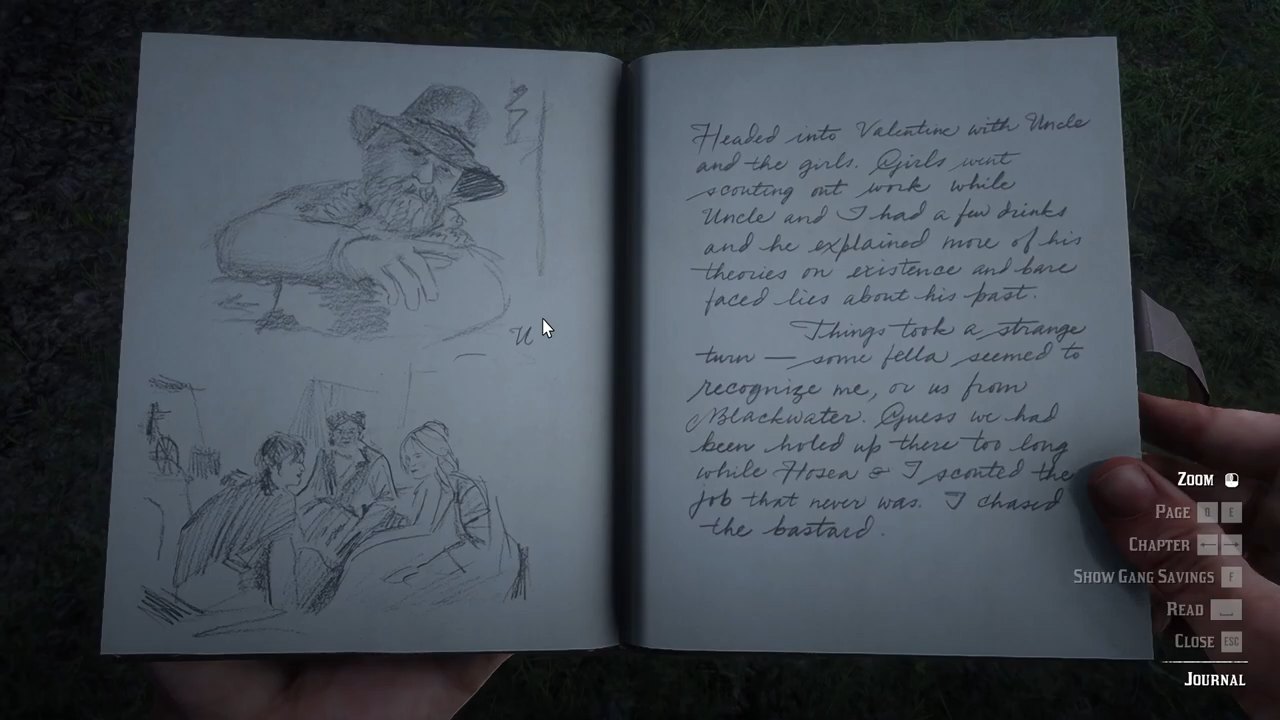 U
Headed into Valentine with Uncle
and the girls. Girls went
scouting out work while
Uncle and I had a few drinks
and he explained more of his
theories on existence and bare
faced lies about his past.
Things took a strange
turn — some fella seemed to
recognize me, or us from
Blackwater. Guess we had
been holed up there too long
while Hosea & I scouted the
job that never was. I chased
the bastard.
ZOOM
PAGE Q E
CHAPTER ← →
SHOW GANG SAVINGS F
READ
CLOSE ESC
JOURNAL